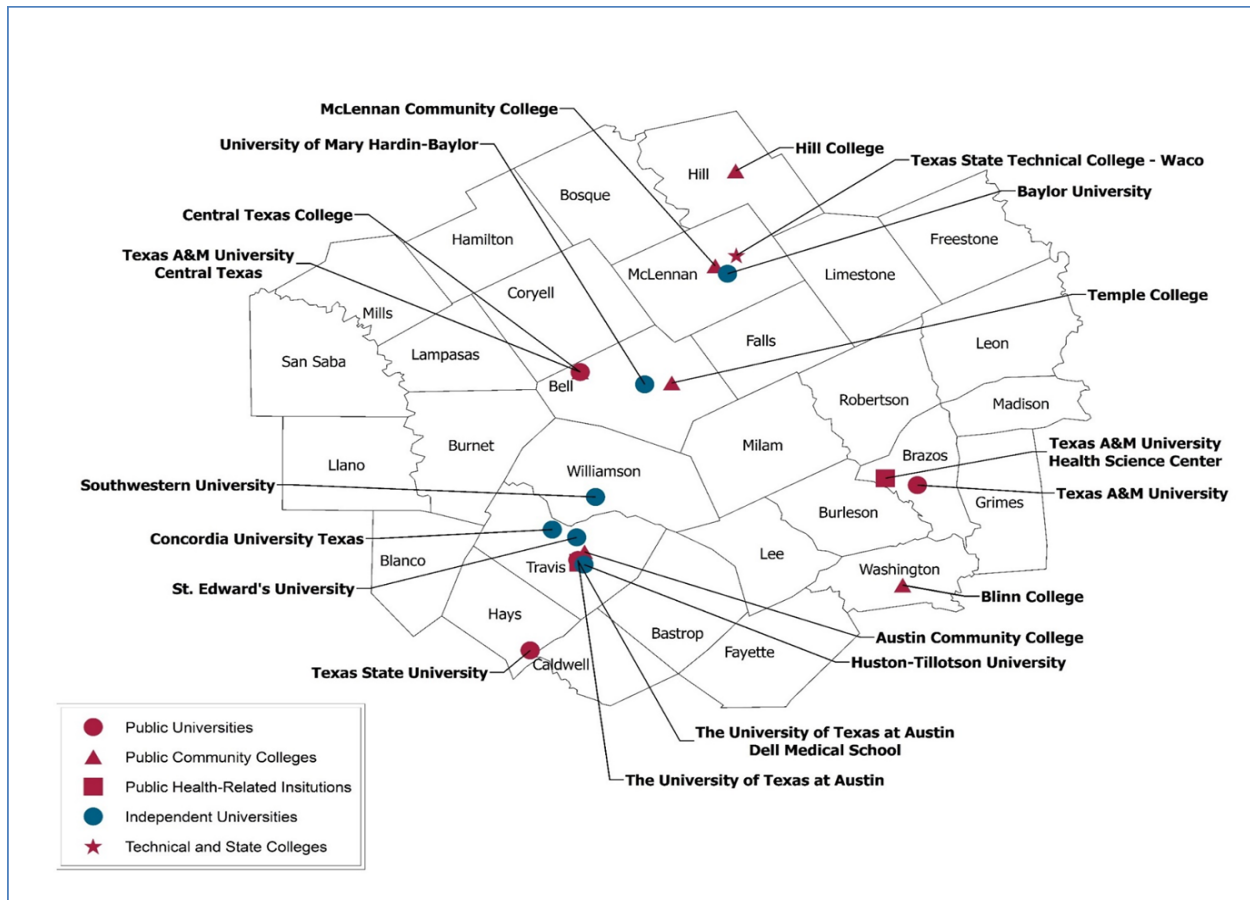 McLennan Community College
University of Mary Hardin-Baylor
Hill College
Texas State Technical College - Waco
Baylor University
Central Texas College
Texas A&M University
Central Texas
Temple College
Hill
Bosque
Hamilton
Freestone
McLennan
Limestone
Coryell
Mills
Falls
Leon
San Saba
Lampasas
Bell
Robertson
Madison
Burnet
Milam
Brazos
Texas A&M University
Health Science Center
Llano
Williamson
Southwestern University
Texas A&M University
Grimes
Burleson
Concordia University Texas
Blanco
Lee
Travis
Washington
St. Edward's University
Blinn College
Hays
Bastrop
Austin Community College
Fayette
Huston-Tillotson University
Caldwell
Texas State University
The University of Texas at Austin
Dell Medical School
The University of Texas at Austin
Public Universities
Public Community Colleges
Public Health-Related Insitutions
Independent Universities
Technical and State Colleges